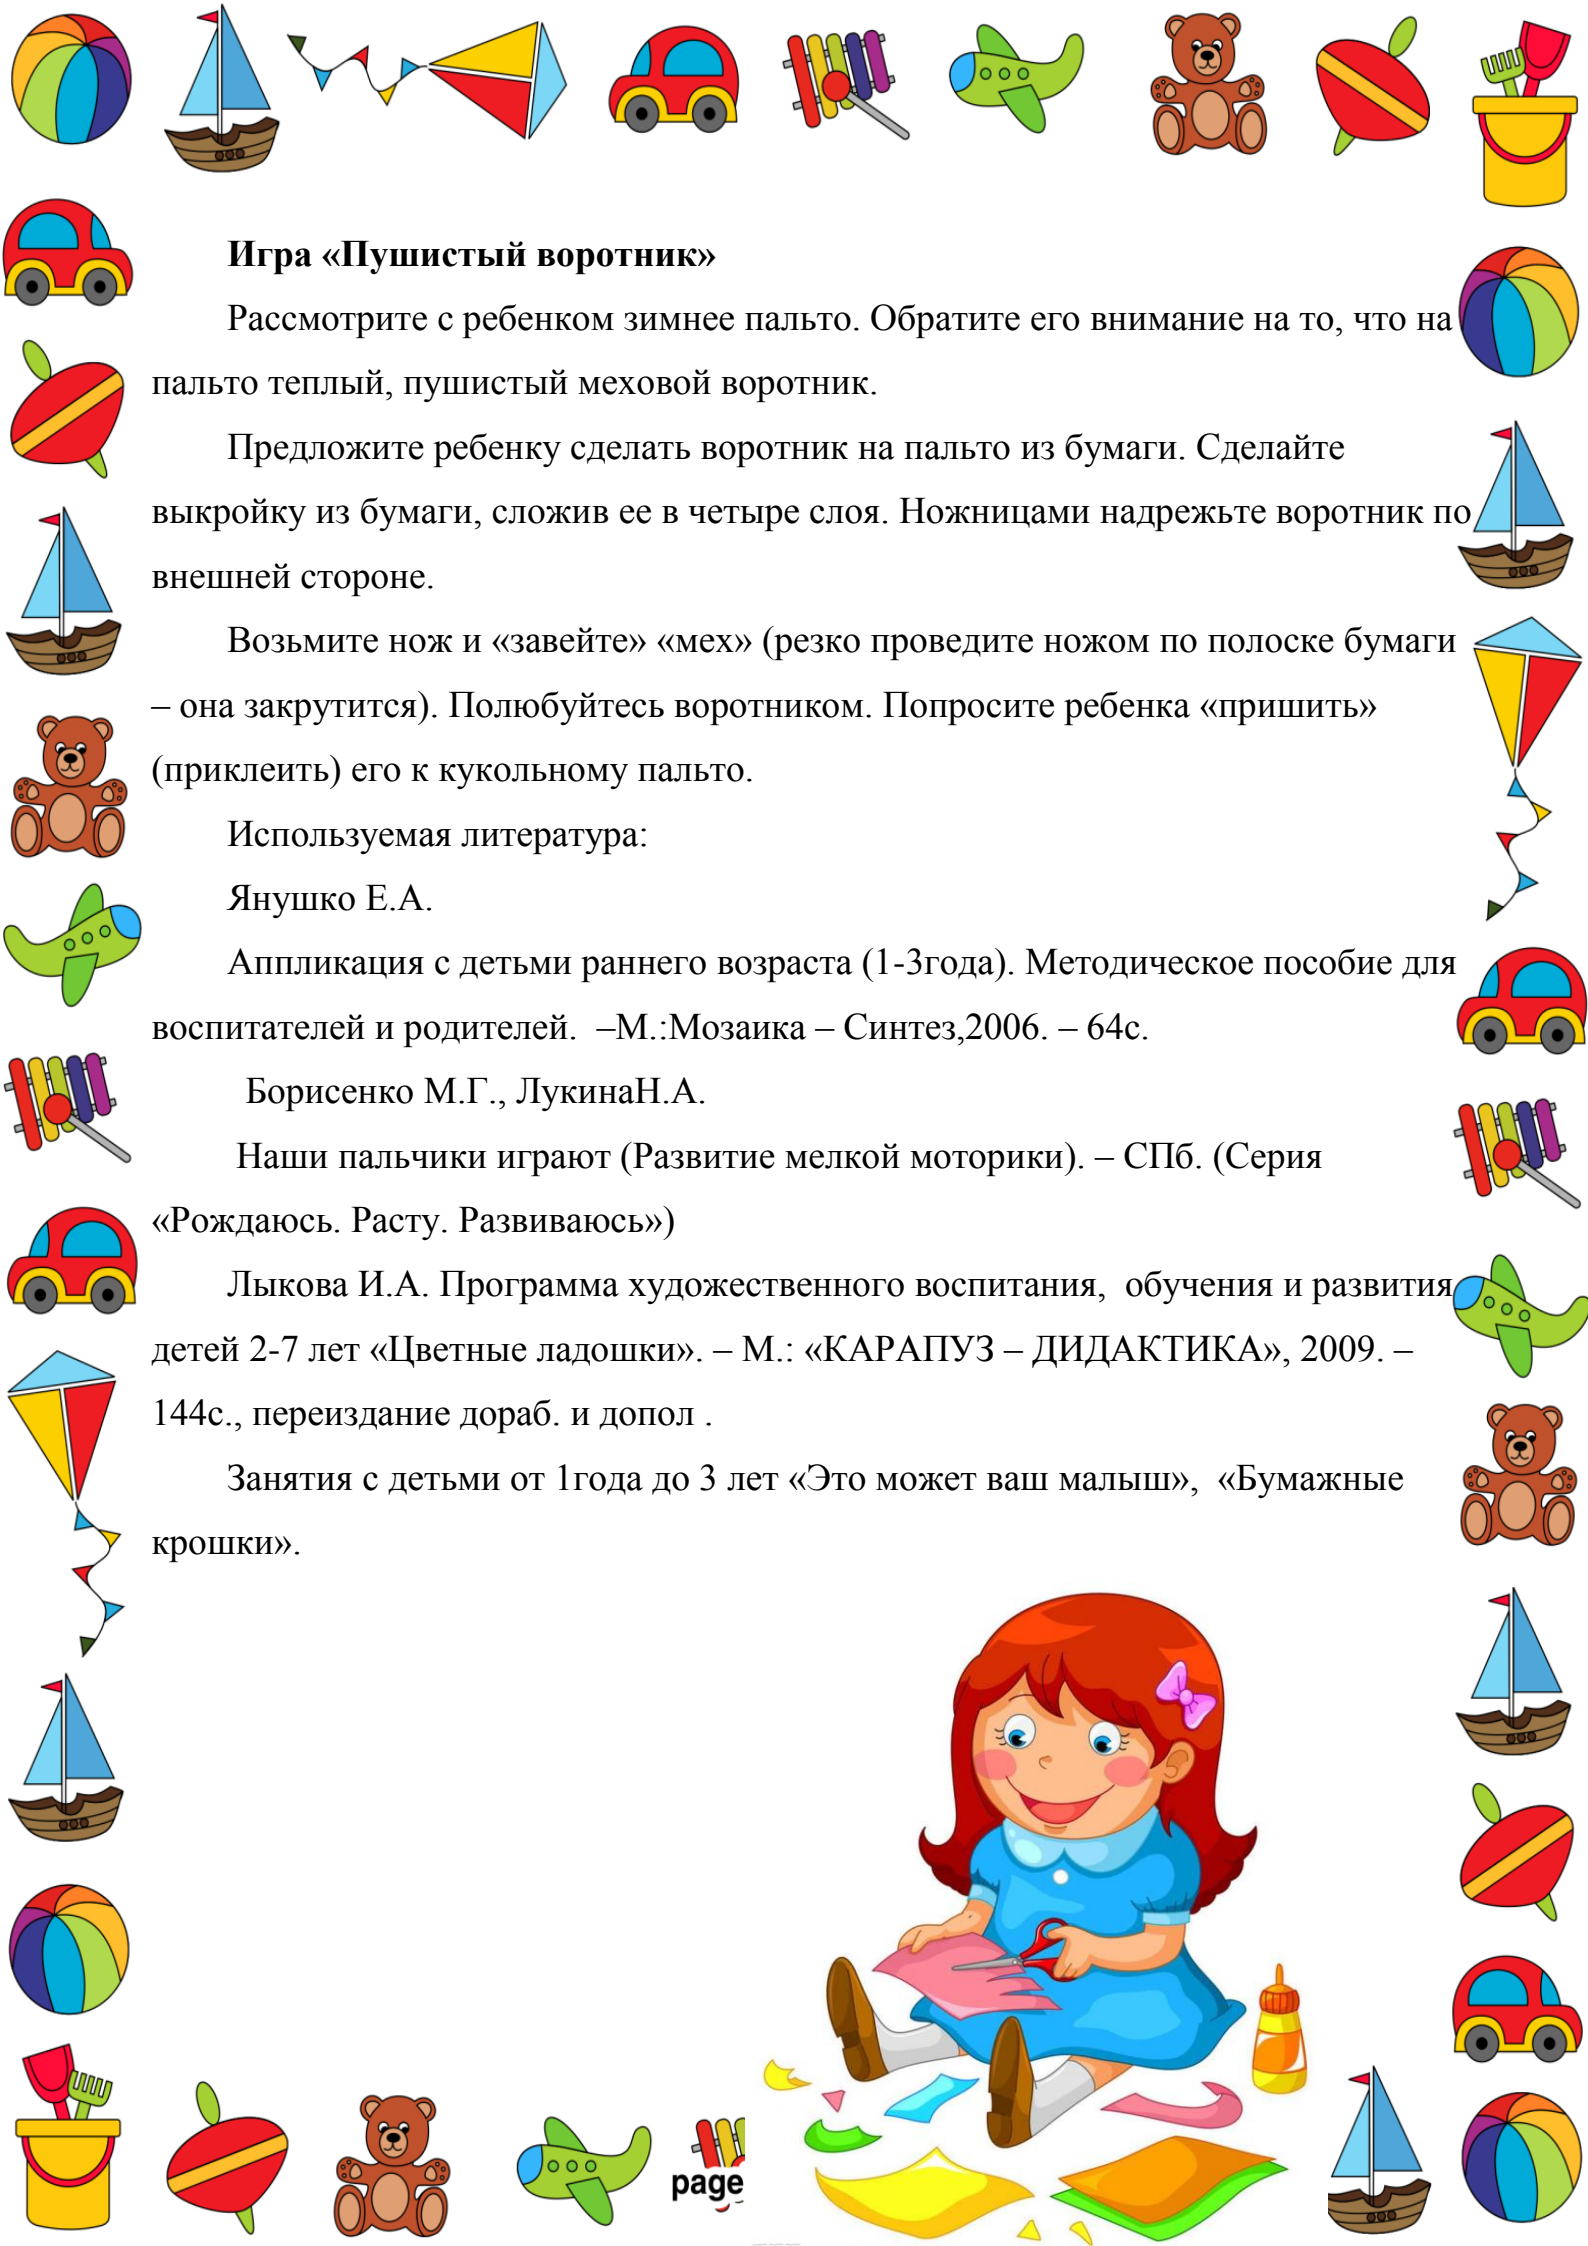 Игра «Пушистый воротник»
Рассмотрите с ребенком зимнее пальто. Обратите его внимание на то, что на
пальто теплый, пушистый меховой воротник.
Предложите ребенку сделать воротник на пальто из бумаги. Сделайте
выкройку из бумаги, сложив ее в четыре слоя. Ножницами надрежьте воротник по
внешней стороне.
Возьмите нож и «завейте» «мех» (резко проведите ножом по полоске бумаги
– она закрутится). Полюбуйтесь воротником. Попросите ребенка «пришить»
(приклеить) его к кукольному пальто.
Используемая литература:
Янушко Е.А.
Аппликация с детьми раннего возраста (1-3года). Методическое пособие для
воспитателей и родителей.  –М.:Мозаика – Синтез,2006. – 64с.
Борисенко М.Г., ЛукинаН.А.
Наши пальчики играют (Развитие мелкой моторики). – СПб. (Серия
«Рождаюсь. Расту. Развиваюсь»)
Лыкова И.А. Программа художественного воспитания,  обучения и развития
детей 2-7 лет «Цветные ладошки». – М.: «КАРАПУЗ – ДИДАКТИКА», 2009. –
144с., переиздание дораб. и допол .
Занятия с детьми от 1года до 3 лет «Это может ваш малыш»,  «Бумажные
крошки».
page